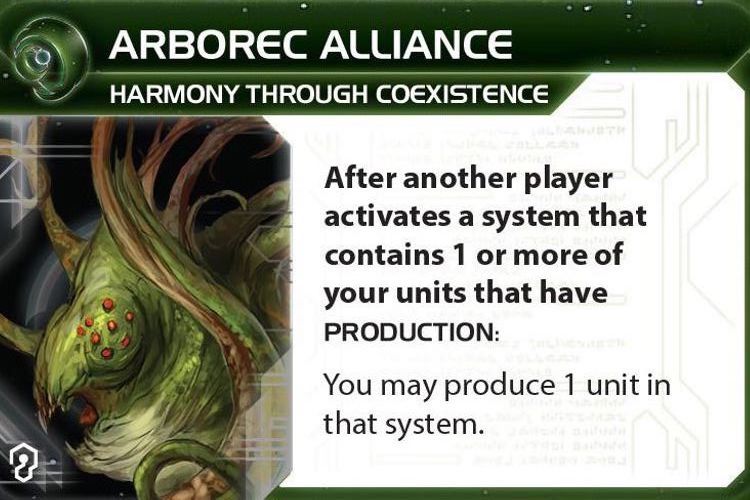 ARBOREC ALLIANCE
HARMONY THROUGH COEXISTENCE
After another player
activates a system that
contains 1 or more of
your units that have
PRODUCTION:
You may produce 1 unit in
that system.